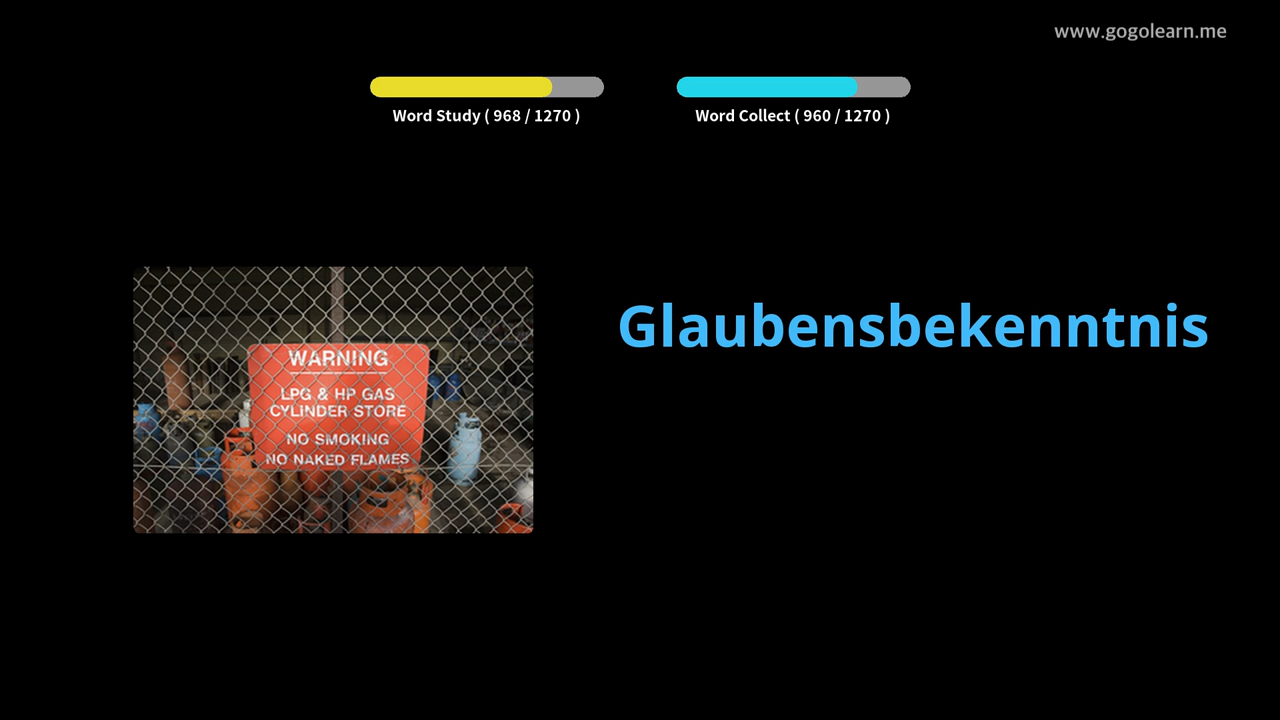 www.gogolearn.me
Word Study ( 968 / 1270 )
Word Collect ( 960 / 1270 )
Glaubensbekenntnis
WARNING
LPG & HP GAS
CYLINDER STORE
NO SMOKING
NO NAKED FLAMES